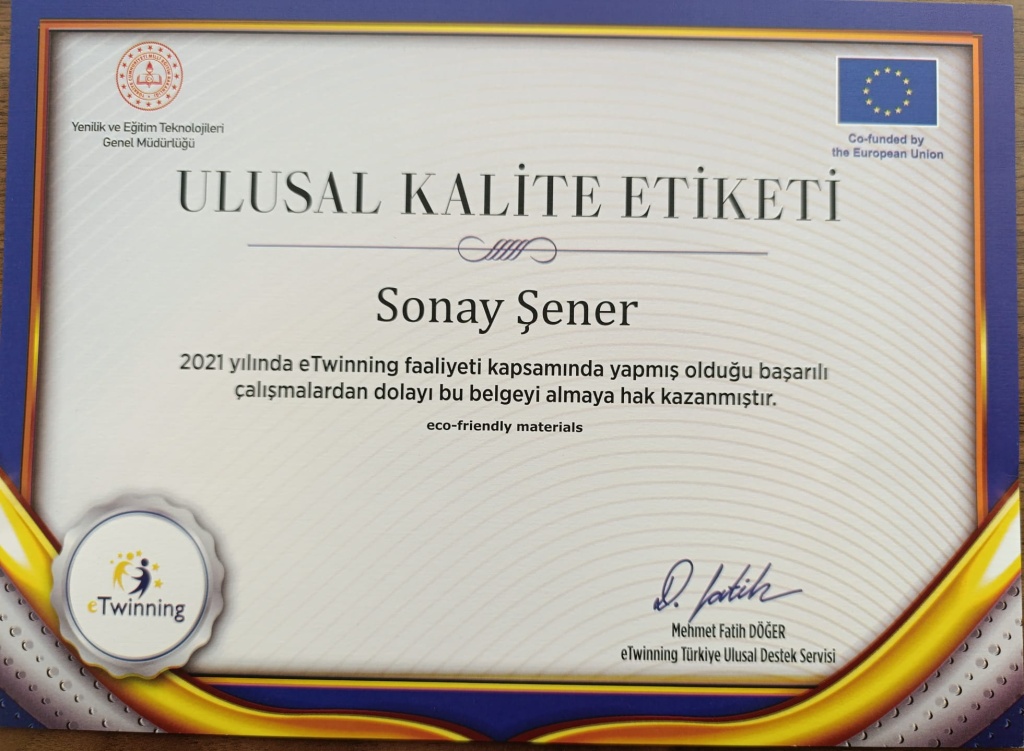 Yenilik ve Eğitim Teknolojileri
Genel Müdürlüğü
Co-funded by
the European Union
ULUSAL KALİTE ETİKETİ
Sonay Şener
2021 yılında eTwinning faaliyeti kapsamında yapmış olduğu başarılı
çalışmalardan dolayı bu belgeyi almaya hak kazanmıştır.
eco-friendly materials
eTwinning
D. fatih
Mehmet Fatih DÖĞER
eTwinning Türkiye Ulusal Destek Servisi